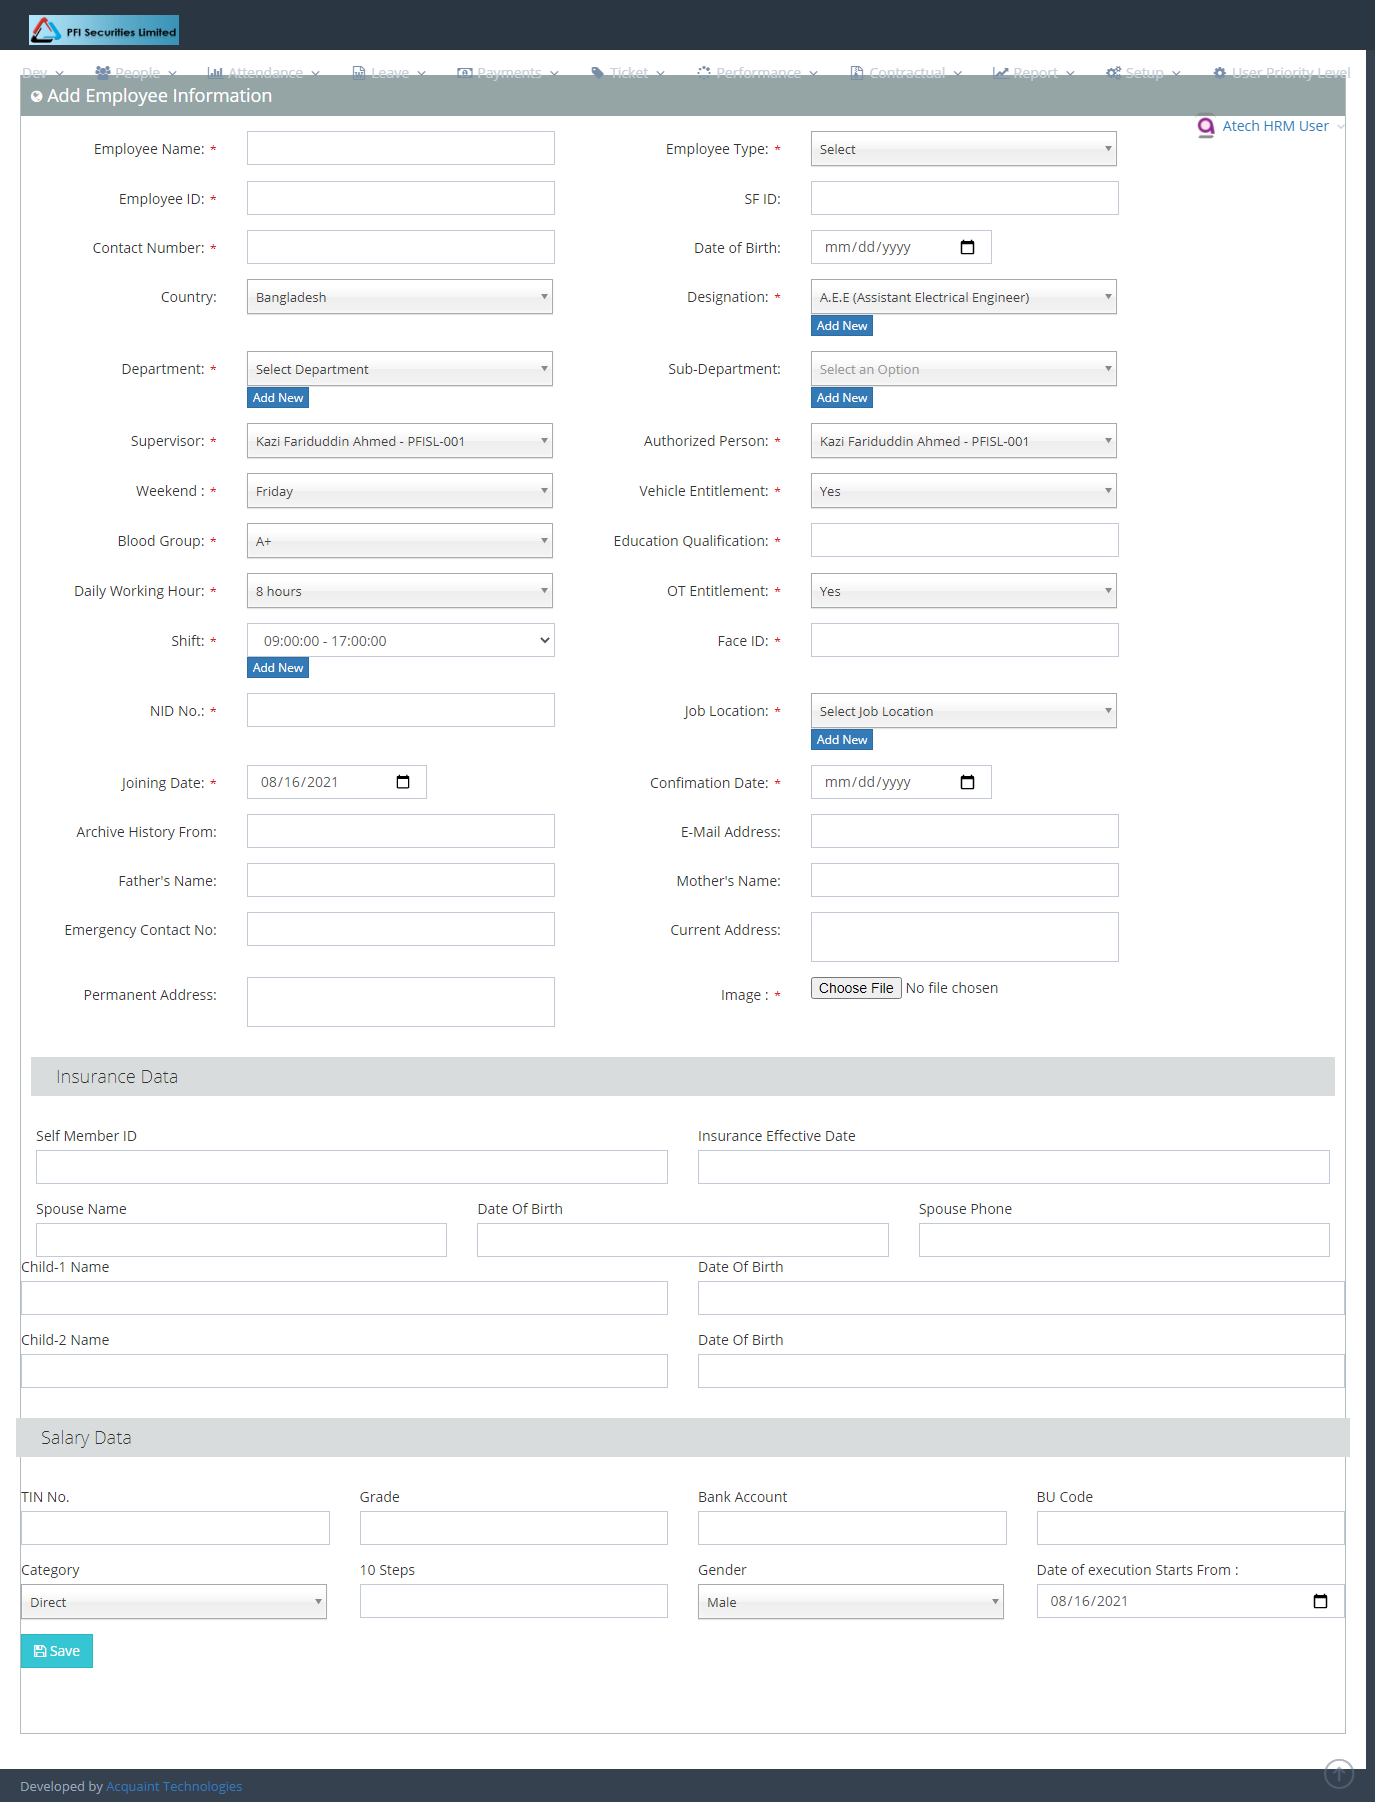 PFI Securities Limited
Dev People Attendance Leave Payments Ticket Performance Contractual Report Setup User Priority Level
Add Employee Information
Atech HRM User
Employee Name: * Employee Type: * Select
Employee ID: * SF ID:
Contact Number: * Date of Birth: mm/dd/yyyy
Country: Bangladesh Designation: * A.E.E (Assistant Electrical Engineer)
Add New
Department: * Select Department Sub-Department: Select an Option
Add New Add New
Supervisor: * Kazi Fariduddin Ahmed - PFISL-001 Authorized Person: * Kazi Fariduddin Ahmed - PFISL-001
Weekend : * Friday Vehicle Entitlement: * Yes
Blood Group: * A+ Education Qualification: *
Daily Working Hour: * 8 hours OT Entitlement: * Yes
Shift: * 09:00:00 - 17:00:00 Face ID: *
Add New
NID No.: * Job Location: * Select Job Location
Add New
Joining Date: * 08/16/2021 Confimation Date: * mm/dd/yyyy
Archive History From: E-Mail Address:
Father's Name: Mother's Name:
Emergency Contact No: Current Address:
Permanent Address: Image : * Choose File No file chosen
Insurance Data
Self Member ID Insurance Effective Date
Spouse Name Date Of Birth Spouse Phone
Child-1 Name Date Of Birth
Child-2 Name Date Of Birth
Salary Data
TIN No. Grade Bank Account BU Code
Category 10 Steps Gender Date of execution Starts From :
Direct Male 08/16/2021
Save
Developed by Acquaint Technologies